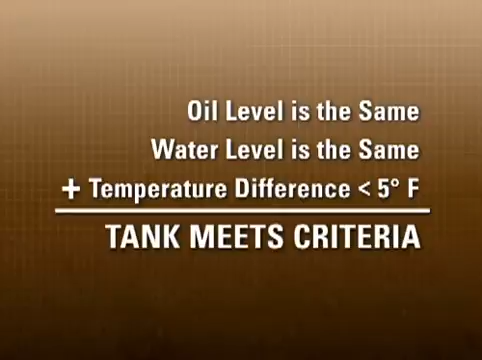 Oil Level is the Same
Water Level is the Same
+ Temperature Difference < 5° F
TANK MEETS CRITERIA